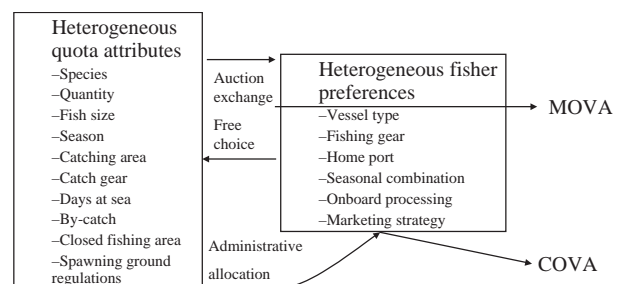 Heterogeneous
quota attributes
–Species
–Quantity
–Fish size
–Season
–Catching area
–Catch gear
–Days at sea
–By-catch
–Closed fishing area
–Spawning ground
regulations
Auction
exchange
Free
choice
Administrative
allocation
Heterogeneous fisher
preferences
–Vessel type
–Fishing gear
–Home port
–Seasonal combination
–Onboard processing
–Marketing strategy
MOVA
COVA